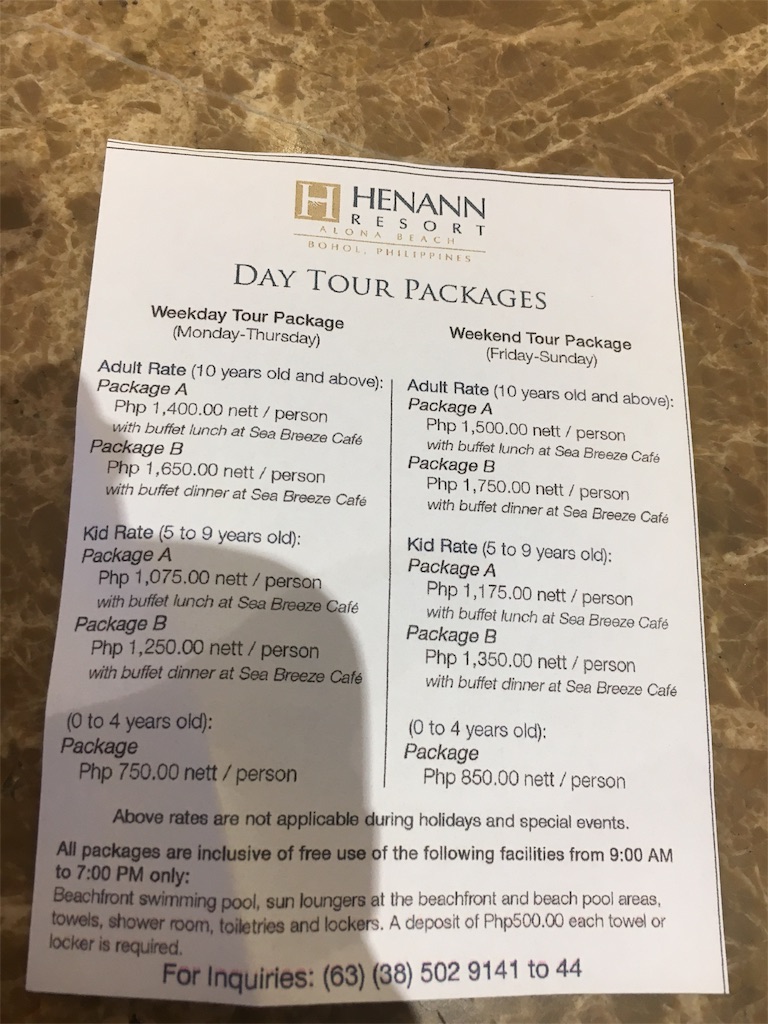 H HENANN
RESORT
ALONA BEACH
BOHOL, PHILIPPINES
DAY TOUR PACKAGES
Weekday Tour Package
(Monday-Thursday)
Adult Rate (10 years old and above):
Package A
Php 1,400.00 nett / person
with buffet lunch at Sea Breeze Café
Package B
Php 1,650.00 nett / person
with buffet dinner at Sea Breeze Café
Kid Rate (5 to 9 years old):
Package A
Php 1,075.00 nett / person
with buffet lunch at Sea Breeze Café
Package B
Php 1,250.00 nett / person
with buffet dinner at Sea Breeze Café
(0 to 4 years old):
Package
Php 750.00 nett / person
Weekend Tour Package
(Friday-Sunday)
Adult Rate (10 years old and above):
Package A
Php 1,500.00 nett / person
with buffet lunch at Sea Breeze Café
Package B
Php 1,750.00 nett / person
with buffet dinner at Sea Breeze Café
Kid Rate (5 to 9 years old):
Package A
Php 1,175.00 nett / person
with buffet lunch at Sea Breeze Café
Package B
Php 1,350.00 nett / person
with buffet dinner at Sea Breeze Café
(0 to 4 years old):
Package
Php 850.00 nett / person
Above rates are not applicable during holidays and special events.
All packages are inclusive of free use of the following facilities from 9:00 AM
to 7:00 PM only:
Beachfront swimming pool, sun loungers at the beachfront and beach pool areas,
towels, shower room, toiletries and lockers. A deposit of Php500.00 each towel or
locker is required.
For Inquiries: (63) (38) 502 9141 to 44